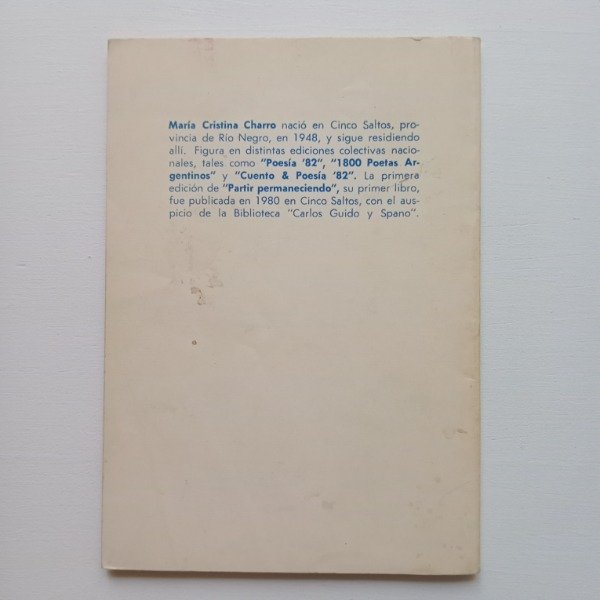 María Cristina Charro nació en Cinco Saltos, pro-
vincia de Río Negro, en 1948, y sigue residiendo
allí. Figura en distintas ediciones colectivas nacio-
nales, tales como "Poesía '82", "1800 Poetas Ar-
gentinos" y "Cuento & Poesía '82". La primera
edición de "Partir permaneciendo", su primer libro,
fue publicada en 1980 en Cinco Saltos, con el aus-
picio de la Biblioteca "Carlos Guido y Spano".